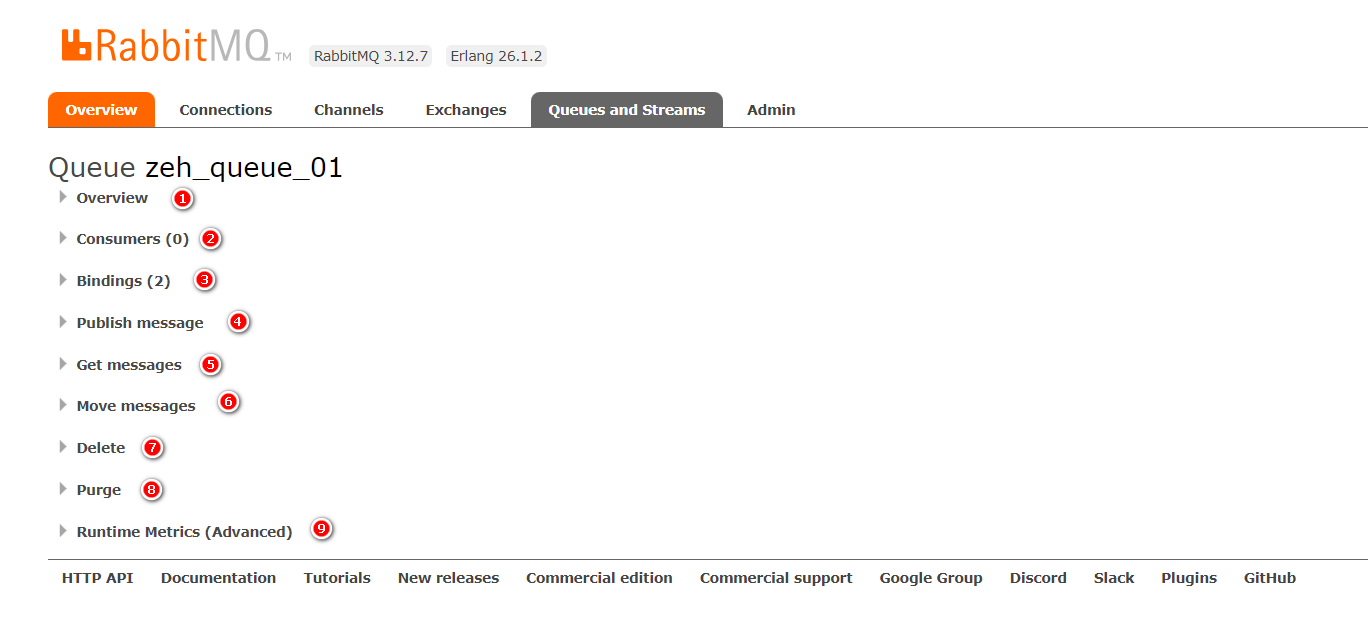 RabbitMQ TM RabbitMQ 3.12.7 Erlang 26.1.2
Overview Connections Channels Exchanges Queues and Streams Admin
Queue zeh_queue_01
Overview 1
Consumers (0) 2
Bindings (2) 3
Publish message 4
Get messages 5
Move messages 6
Delete 7
Purge 8
Runtime Metrics (Advanced) 9
HTTP API Documentation Tutorials New releases Commercial edition Commercial support Google Group Discord Slack Plugins GitHub